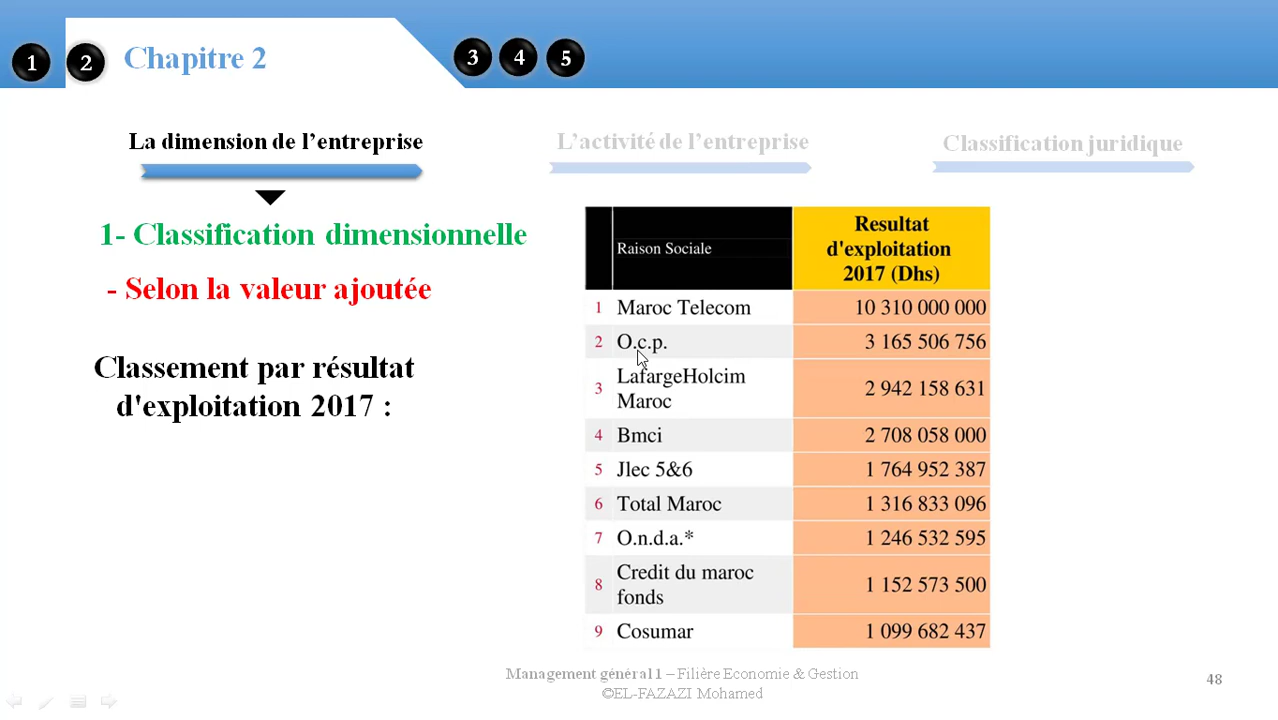 1 2 Chapitre 2 3 4 5
La dimension de l'entreprise
L'activité de l'entreprise
Classification juridique
1- Classification dimensionnelle
- Selon la valeur ajoutée
Classement par résultat
d'exploitation 2017 :
Raison Sociale
Resultat
d'exploitation
2017 (Dhs)
1 Maroc Telecom 10 310 000 000
2 O.c.p. 3 165 506 756
3 LafargeHolcim
Maroc 2 942 158 631
4 Bmci 2 708 058 000
5 Jlec 5&6 1 764 952 387
6 Total Maroc 1 316 833 096
7 O.n.d.a.* 1 246 532 595
8 Credit du maroc
fonds 1 152 573 500
9 Cosumar 1 099 682 437
Management général 1 – Filière Economie & Gestion
©EL-FAZAZI Mohamed
48